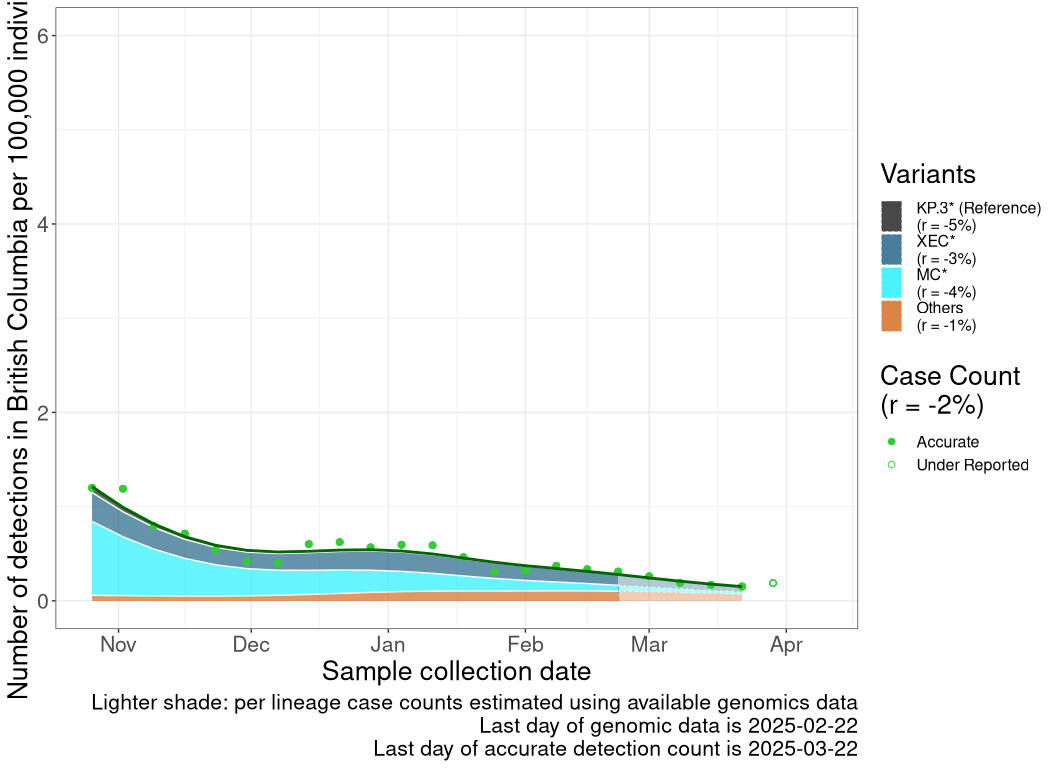 Number of detections in British Columbia per 100,000 indivi
6
4
2
0
Nov Dec Jan Feb Mar Apr
Sample collection date
Lighter shade: per lineage case counts estimated using available genomics data
Last day of genomic data is 2025-02-22
Last day of accurate detection count is 2025-03-22
Variants
KP.3* (Reference)
(r = -5%)
XEC*
(r = -3%)
MC*
(r = -4%)
Others
(r = -1%)
Case Count
(r = -2%)
Accurate
Under Reported